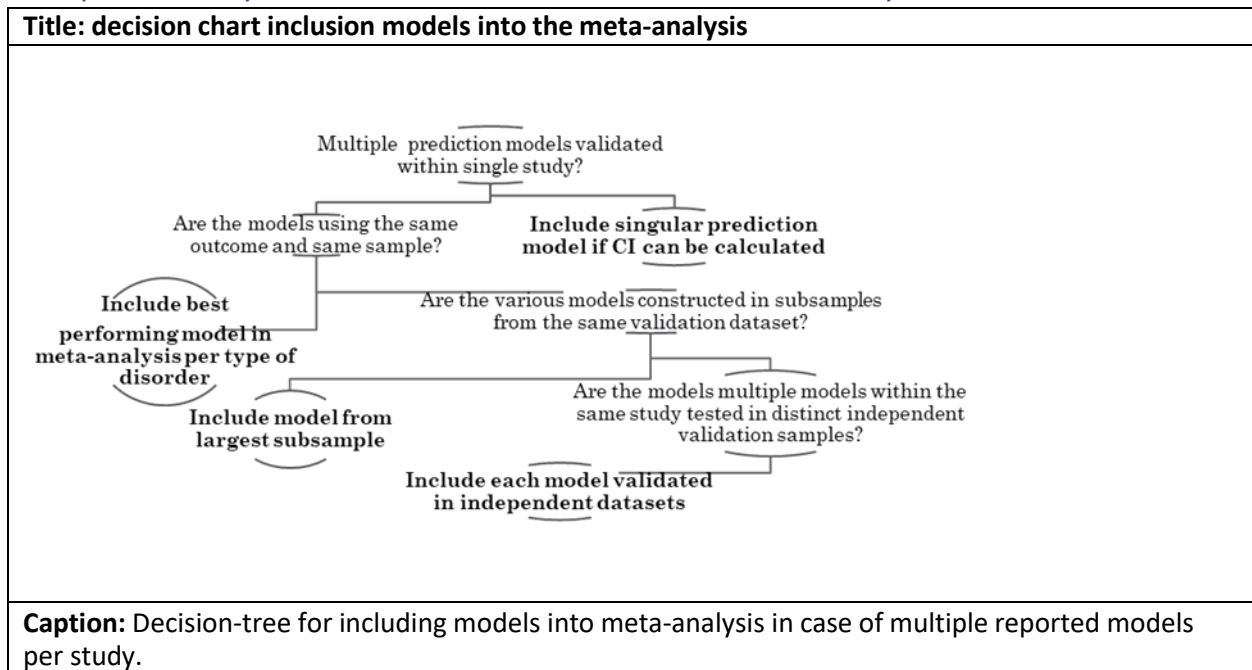 Title: decision chart inclusion models into the meta-analysis
Multiple prediction models validated
within single study?
Are the models using the same
outcome and same sample?
Include singular prediction
model if CI can be calculated
Include best
performing model in
meta-analysis per type of
disorder
Are the various models constructed in subsamples
from the same validation dataset?
Include model from
largest subsample
Are the models multiple models within the
same study tested in distinct independent
validation samples?
Include each model validated
in independent datasets
Caption: Decision-tree for including models into meta-analysis in case of multiple reported models
per study.